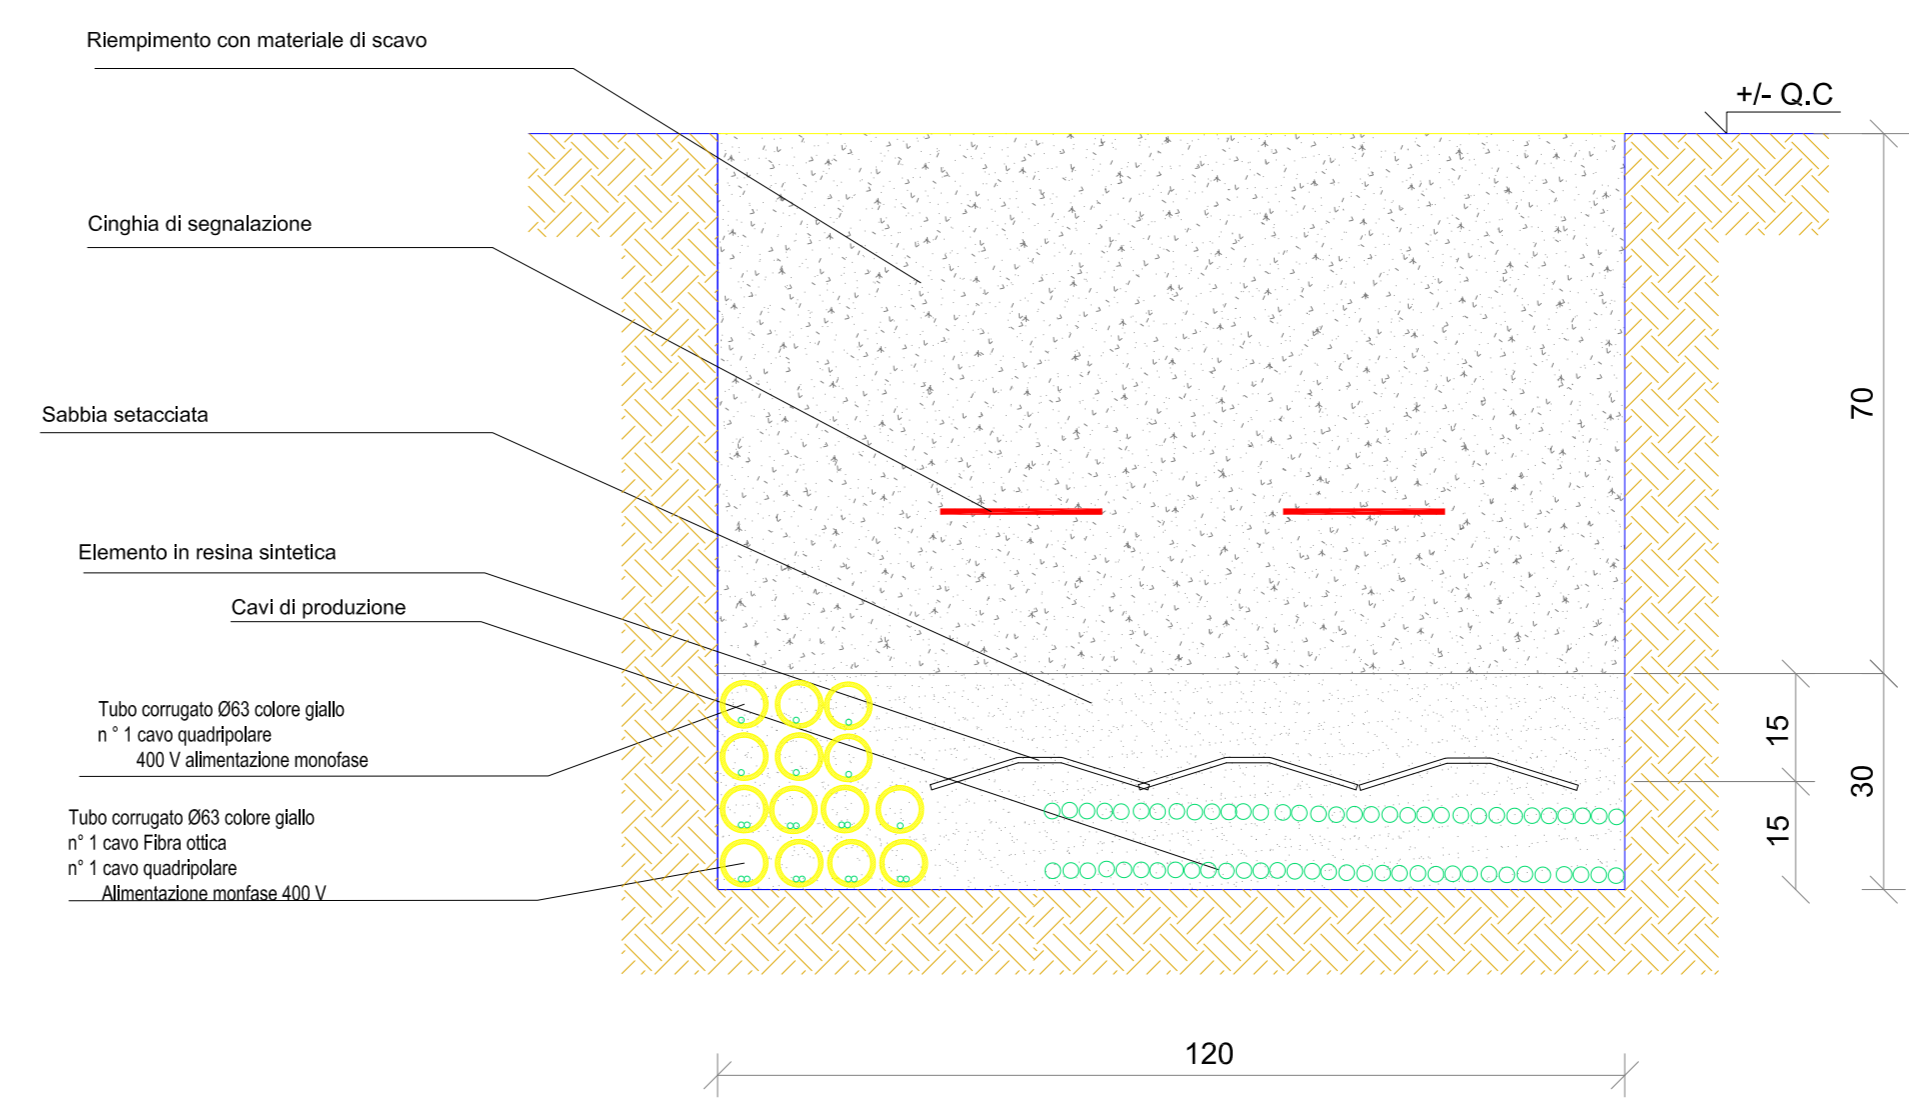 Riempimento con materiale di scavo
+/- Q.C
Cinghia di segnalazione
70
Sabbia setacciata
Elemento in resina sintetica
Cavi di produzione
Tubo corrugato Ø63 colore giallo
n ° 1 cavo quadripolare
400 V alimentazione monofase
15
30
15
Tubo corrugato Ø63 colore giallo
n° 1 cavo Fibra ottica
n° 1 cavo quadripolare
Alimentazione monfase 400 V
120